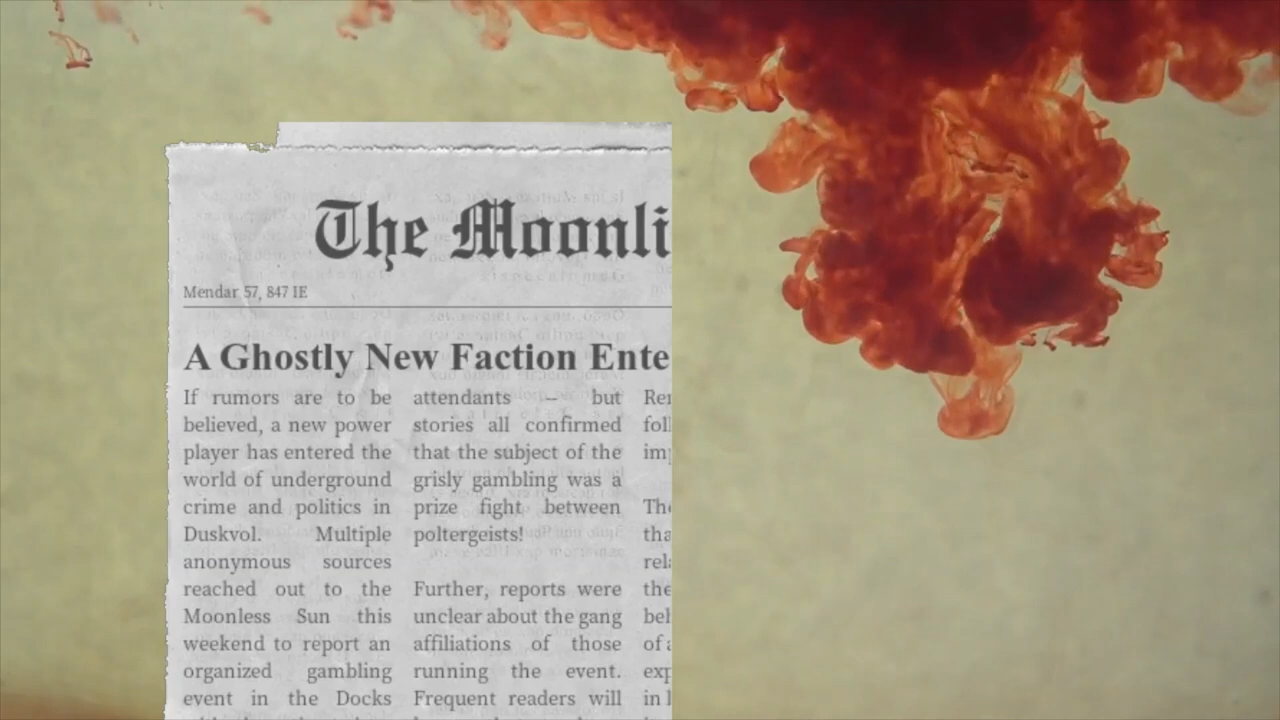 The Moonli
Mendar 57, 847 IE
A Ghostly New Faction Ente
If rumors are to be
believed, a new power
player has entered the
world of underground
crime and politics in
Duskvol. Multiple
anonymous sources
reached out to the
Moonless Sun this
weekend to report an
organized gambling
event in the Docks
attendants — but
stories all confirmed
that the subject of the
grisly gambling was a
prize fight between
poltergeists!
Further, reports were
unclear about the gang
affiliations of those
running the event.
Frequent readers will